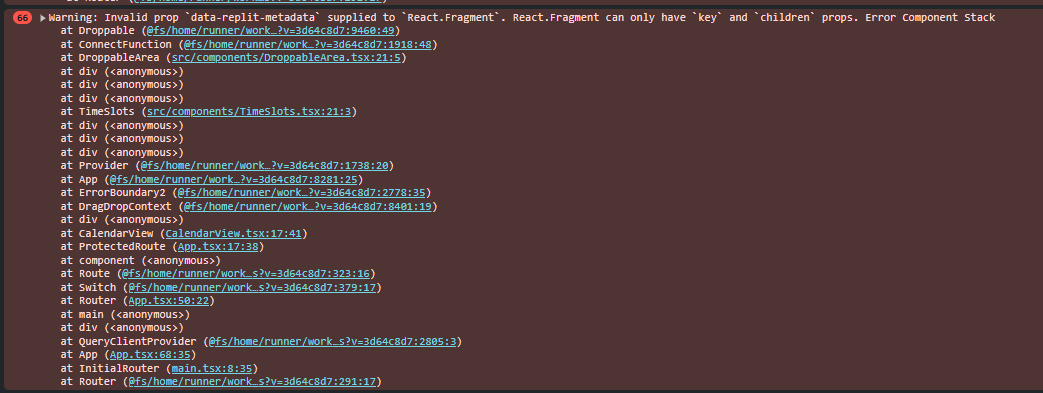 66 ▶Warning: Invalid prop `data-replit-metadata` supplied to `React.Fragment`. React.Fragment can only have `key` and `children` props. Error Component Stack
at Droppable (@fs/home/runner/work…?v=3d64c8d7:9460:49)
at ConnectFunction (@fs/home/runner/work…?v=3d64c8d7:1918:48)
at DroppableArea (src/components/DroppableArea.tsx:21:5)
at div (<anonymous>)
at div (<anonymous>)
at div (<anonymous>)
at TimeSlots (src/components/TimeSlots.tsx:21:3)
at div (<anonymous>)
at div (<anonymous>)
at div (<anonymous>)
at Provider (@fs/home/runner/work…?v=3d64c8d7:1738:20)
at App (@fs/home/runner/work…?v=3d64c8d7:8281:25)
at ErrorBoundary2 (@fs/home/runner/work…?v=3d64c8d7:2778:35)
at DragDropContext (@fs/home/runner/work…?v=3d64c8d7:8401:19)
at div (<anonymous>)
at CalendarView (CalendarView.tsx:17:41)
at ProtectedRoute (App.tsx:17:38)
at component (<anonymous>)
at Route (@fs/home/runner/work…s?v=3d64c8d7:323:16)
at Switch (@fs/home/runner/work…s?v=3d64c8d7:379:17)
at Router (App.tsx:50:22)
at main (<anonymous>)
at div (<anonymous>)
at QueryClientProvider (@fs/home/runner/work…s?v=3d64c8d7:2805:3)
at App (App.tsx:68:35)
at InitialRouter (main.tsx:8:35)
at Router (@fs/home/runner/work…s?v=3d64c8d7:291:17)